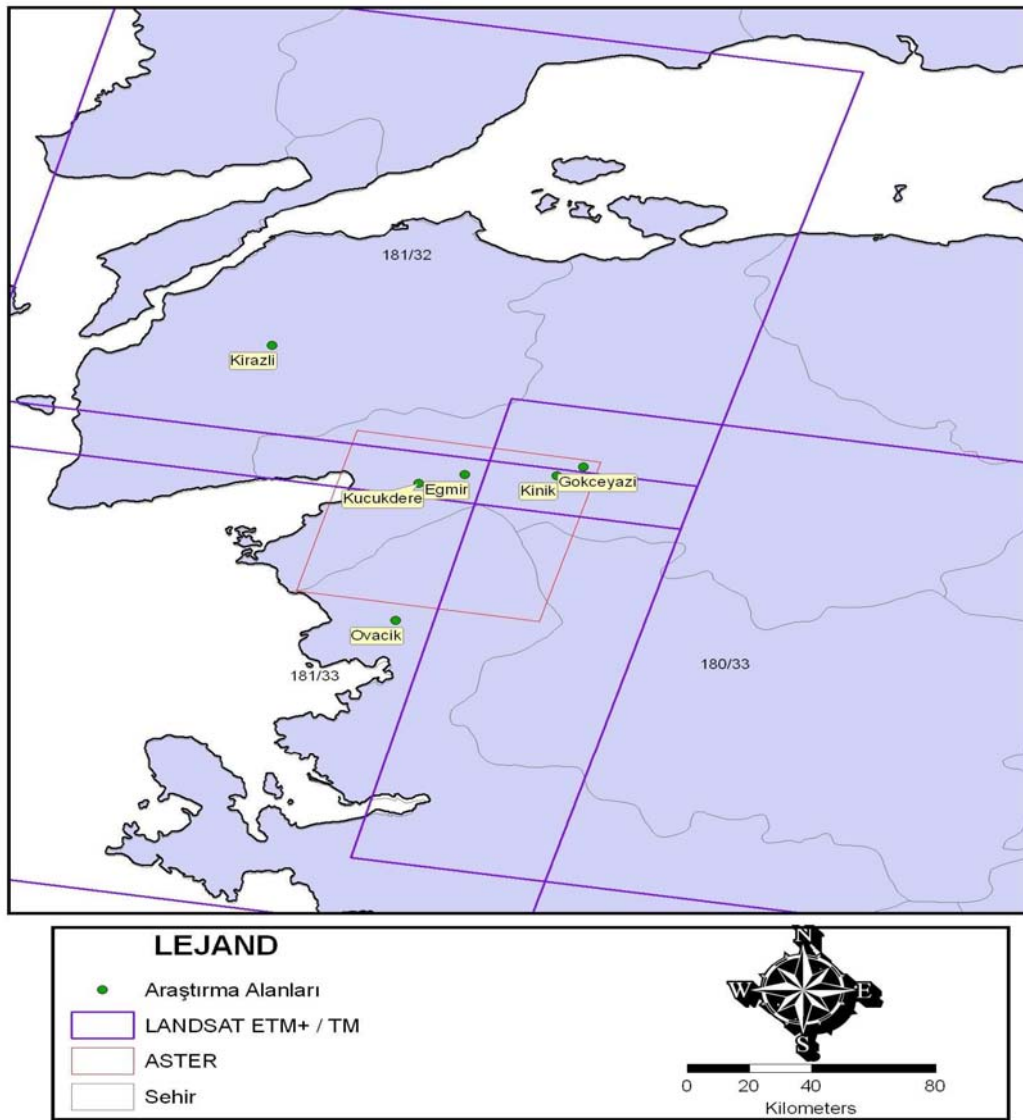 181/32
Kirazli
Kucukdere
Egmir
Kinik
Gokceyazi
Ovacik
181/33
180/33
LEJAND
Araştırma Alanları
LANDSAT ETM+ / TM
ASTER
Sehir
N
W
E
S
0 20 40 80
Kilometers